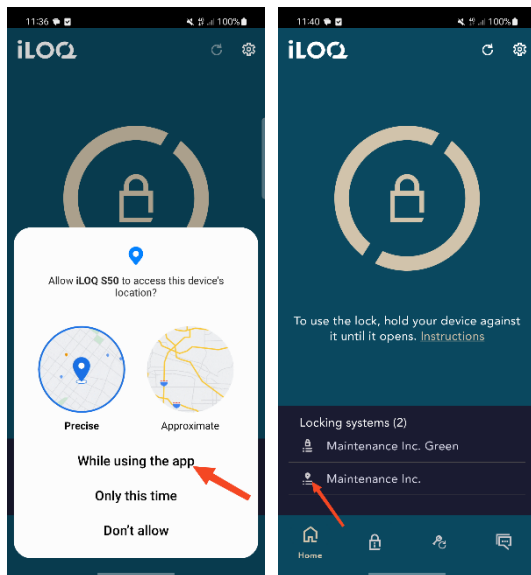 11:36
100%
iLOQ
Allow iLOQ S50 to access this device's
location?
Precise
Approximate
While using the app
Only this time
Don't allow
11:40
100%
iLOQ
To use the lock, hold your device against
it until it opens. Instructions
Locking systems (2)
Maintenance Inc. Green
Maintenance Inc.
Home